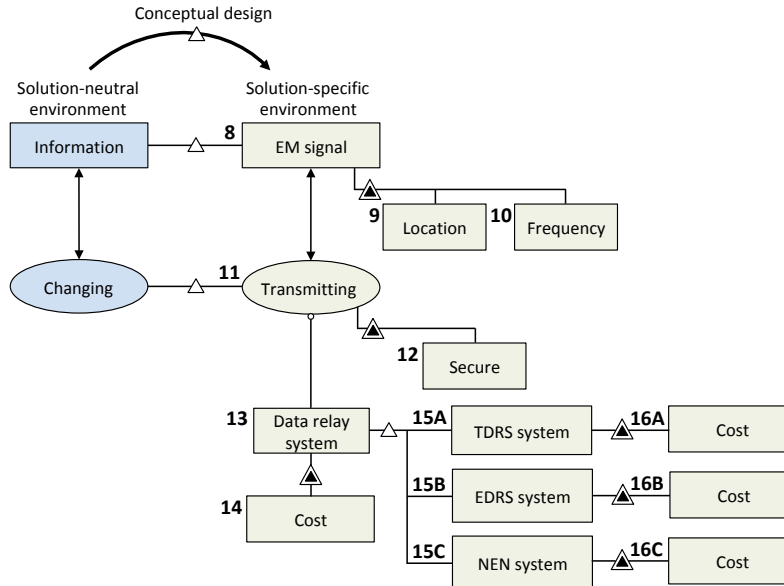 Conceptual design
Solution-neutral
environment
Solution-specific
environment
Information
8
EM signal
9
Location
10
Frequency
Changing
11
Transmitting
12
Secure
13
Data relay
system
14
Cost
15A
TDRS system
16A
Cost
15B
EDRS system
16B
Cost
15C
NEN system
16C
Cost